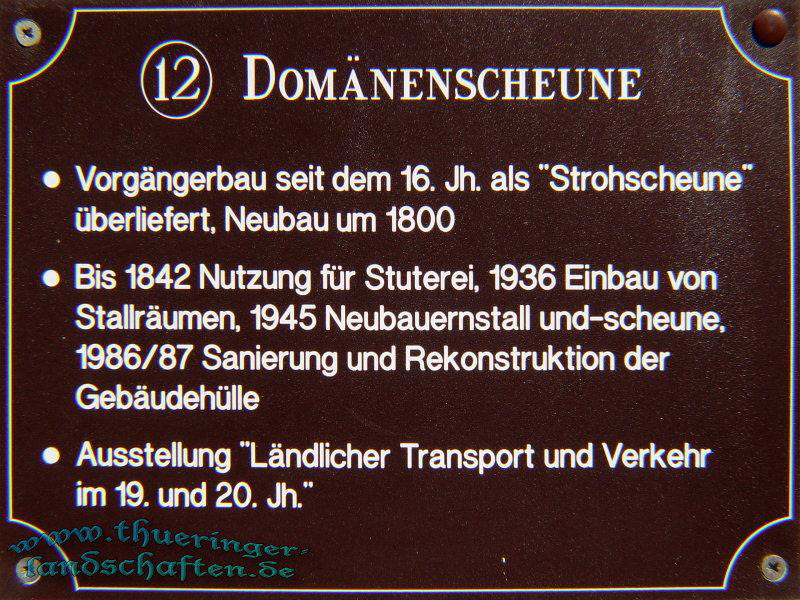 12 DOMÄNENSCHEUNE
● Vorgängerbau seit dem 16. Jh. als "Strohscheune"
überliefert, Neubau um 1800
● Bis 1842 Nutzung für Stuterei, 1936 Einbau von
Stallräumen, 1945 Neubauernstall und-scheune,
1986/87 Sanierung und Rekonstruktion der
Gebäudehülle
● Ausstellung "Ländlicher Transport und Verkehr
im 19. und 20. Jh."
www.thueringer-
landschaften.de